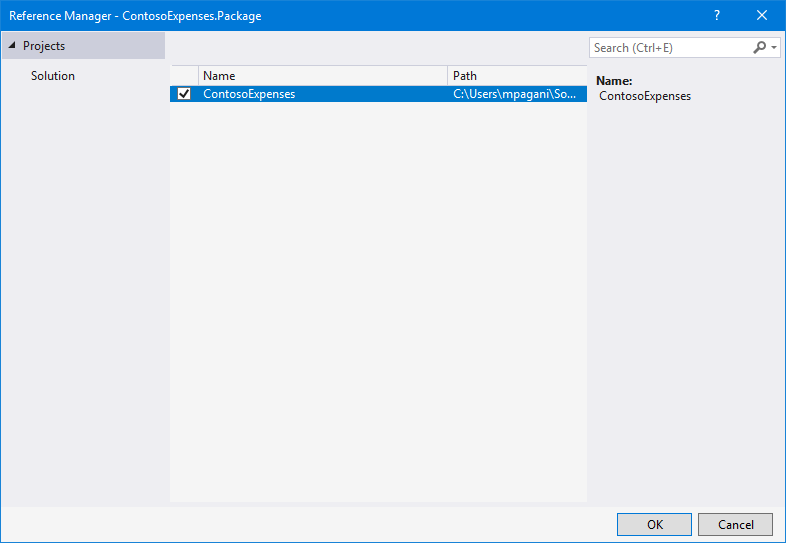 Reference Manager - ContosoExpenses.Package
?
Projects
Search (Ctrl+E)
Solution
Name Path
ContosoExpenses C:\Users\mpagani\So...
Name:
ContosoExpenses
OK Cancel